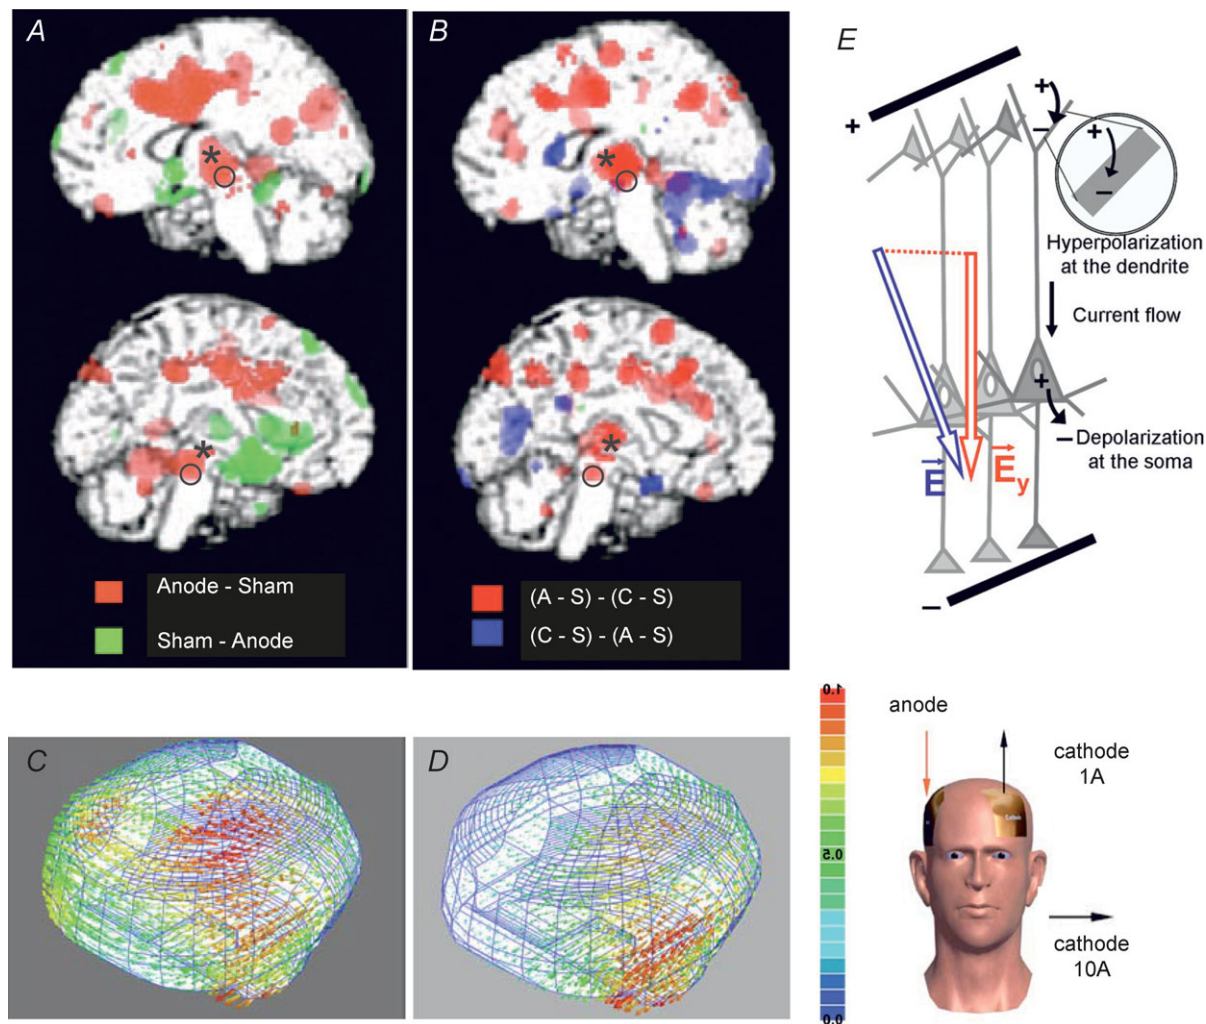 A
B
E
*
*
*
*
Anode - Sham
Sham - Anode
(A - S) - (C - S)
(C - S) - (A - S)
+
+
−
+
−
Hyperpolarization
at the dendrite
Current flow
+
− Depolarization
at the soma
E
E y
−
C
D
1.0
0.5
0.0
anode
cathode
1A
Cathode
cathode
10A